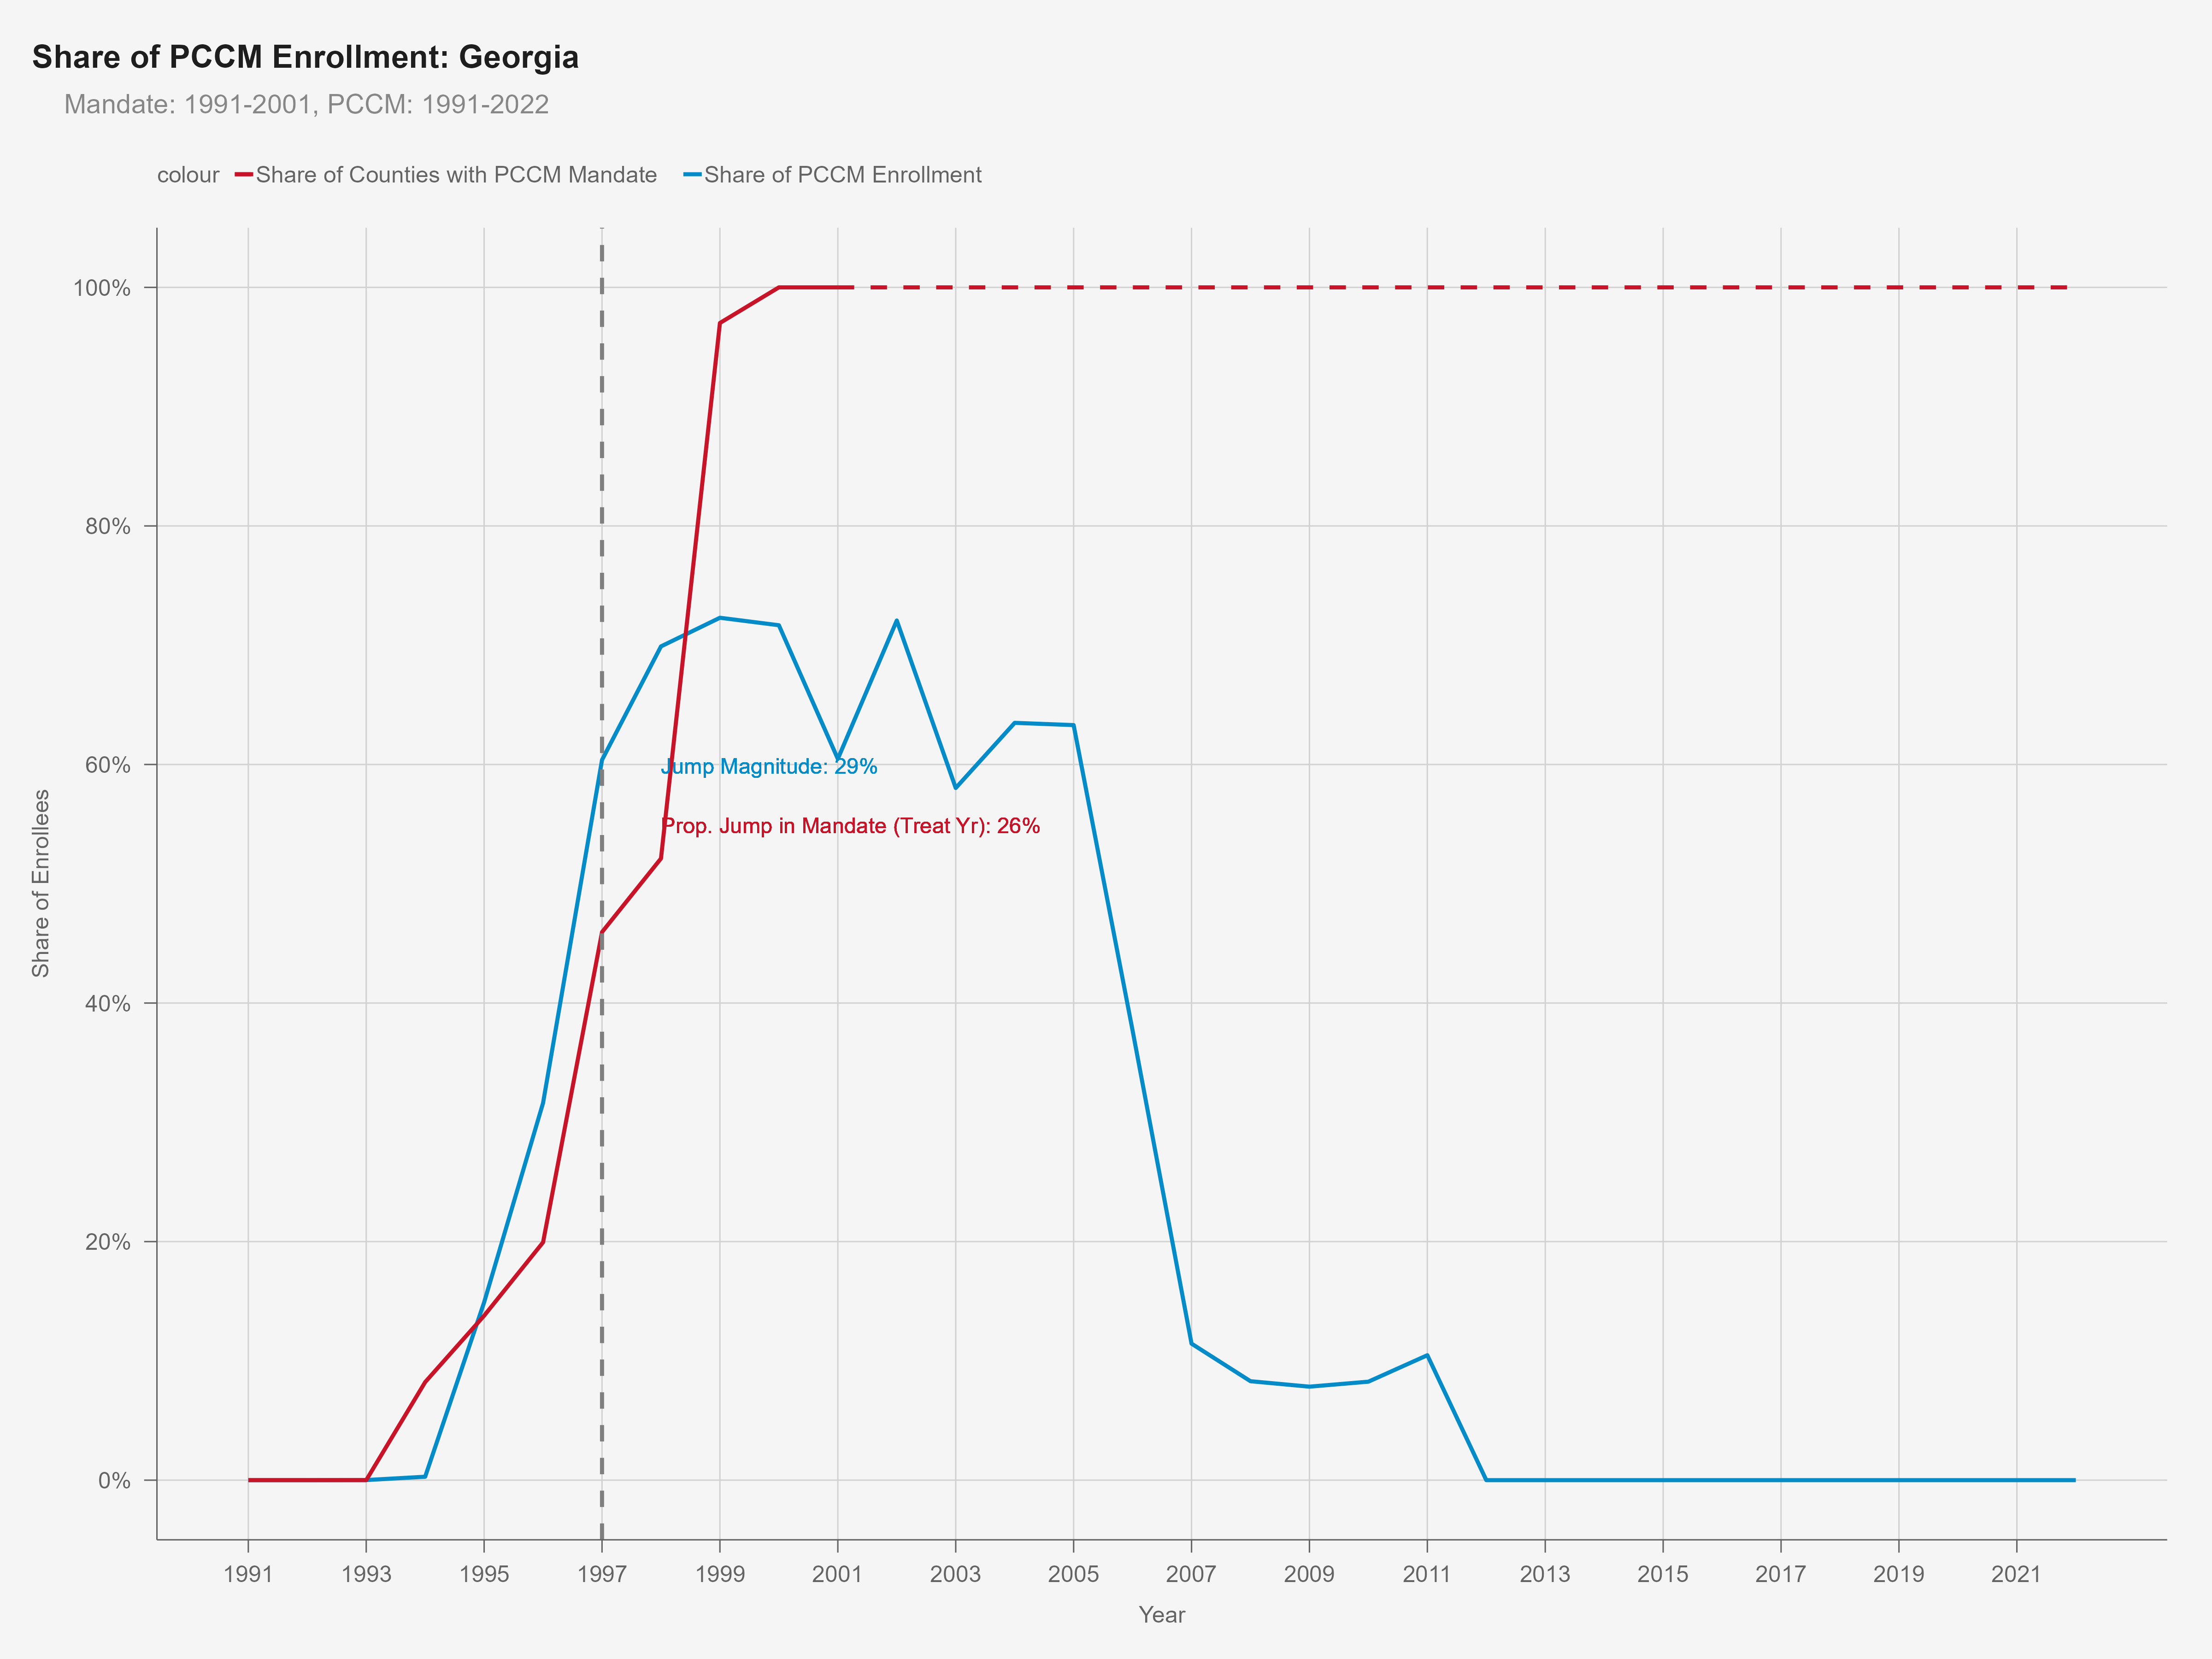 Share of PCCM Enrollment: Georgia
Mandate: 1991-2001, PCCM: 1991-2022
colour Share of Counties with PCCM Mandate Share of PCCM Enrollment
100%
80%
60%
40%
20%
0%
Share of Enrollees
Jump Magnitude: 29%
Prop. Jump in Mandate (Treat Yr): 26%
1991 1993 1995 1997 1999 2001 2003 2005 2007 2009 2011 2013 2015 2017 2019 2021
Year